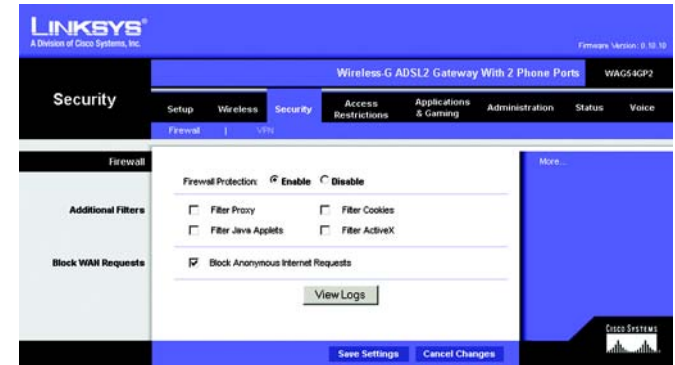 LINKSYS®
A Division of Cisco Systems, Inc.
Firmware Version: 0.10.10
Wireless-G ADSL2 Gateway With 2 Phone Ports WAG54GP2
Security
Setup Wireless Security Access Restrictions Applications & Gaming Administration Status Voice
Firewall | VPN
Firewall
More...
Firewall Protection: Enable Disable
Additional Filters
Filter Proxy Filter Cookies
Filter Java Applets Filter ActiveX
Block WAN Requests
Block Anonymous Internet Requests
View Logs
CISCO SYSTEMS
Save Settings Cancel Changes